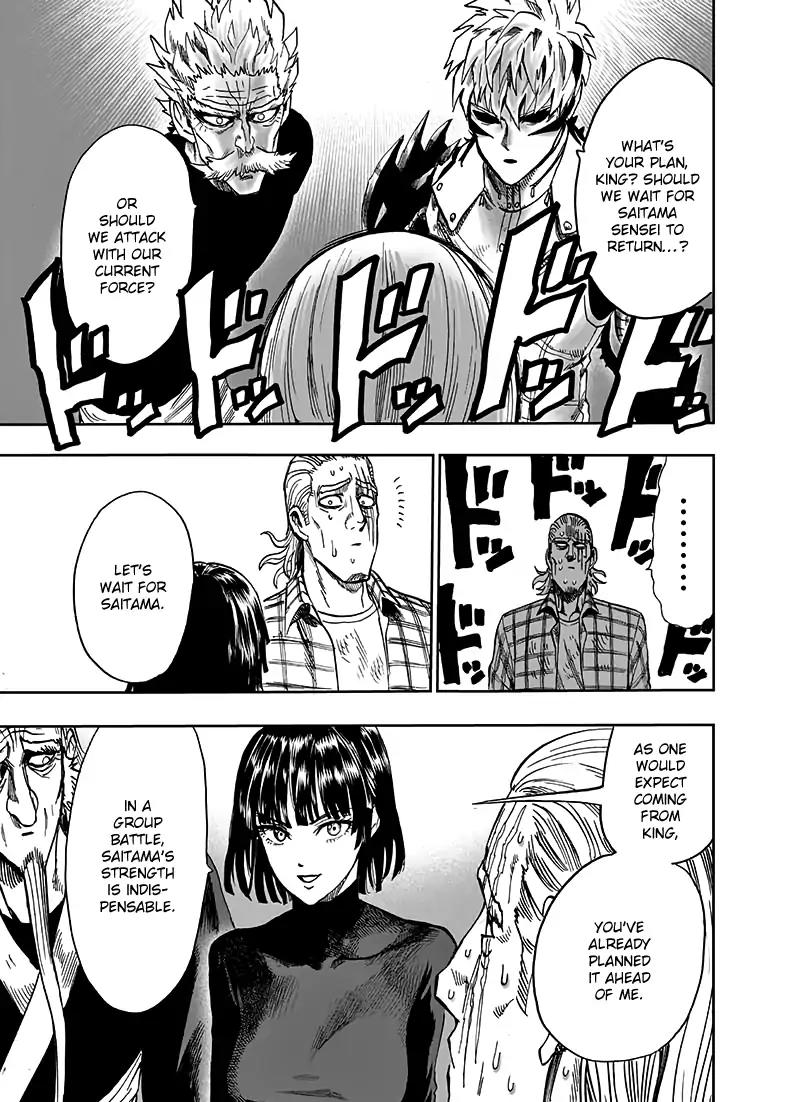 WHAT'S
YOUR PLAN,
KING? SHOULD
WE WAIT FOR
SAITAMA
SENSEI TO
RETURN...?
OR
SHOULD
WE ATTACK
WITH OUR
CURRENT
FORCE?
ドッドッドッドッドッ
.......
ドッドッドッドッドッ
LET'S
WAIT FOR
SAITAMA.
AS ONE
WOULD
EXPECT
COMING
FROM
KING,
YOU'VE
ALREADY
PLANNED
IT AHEAD
OF ME.
IN A
GROUP
BATTLE,
SAITAMA'S
STRENGTH
IS INDIS-
PENSABLE.